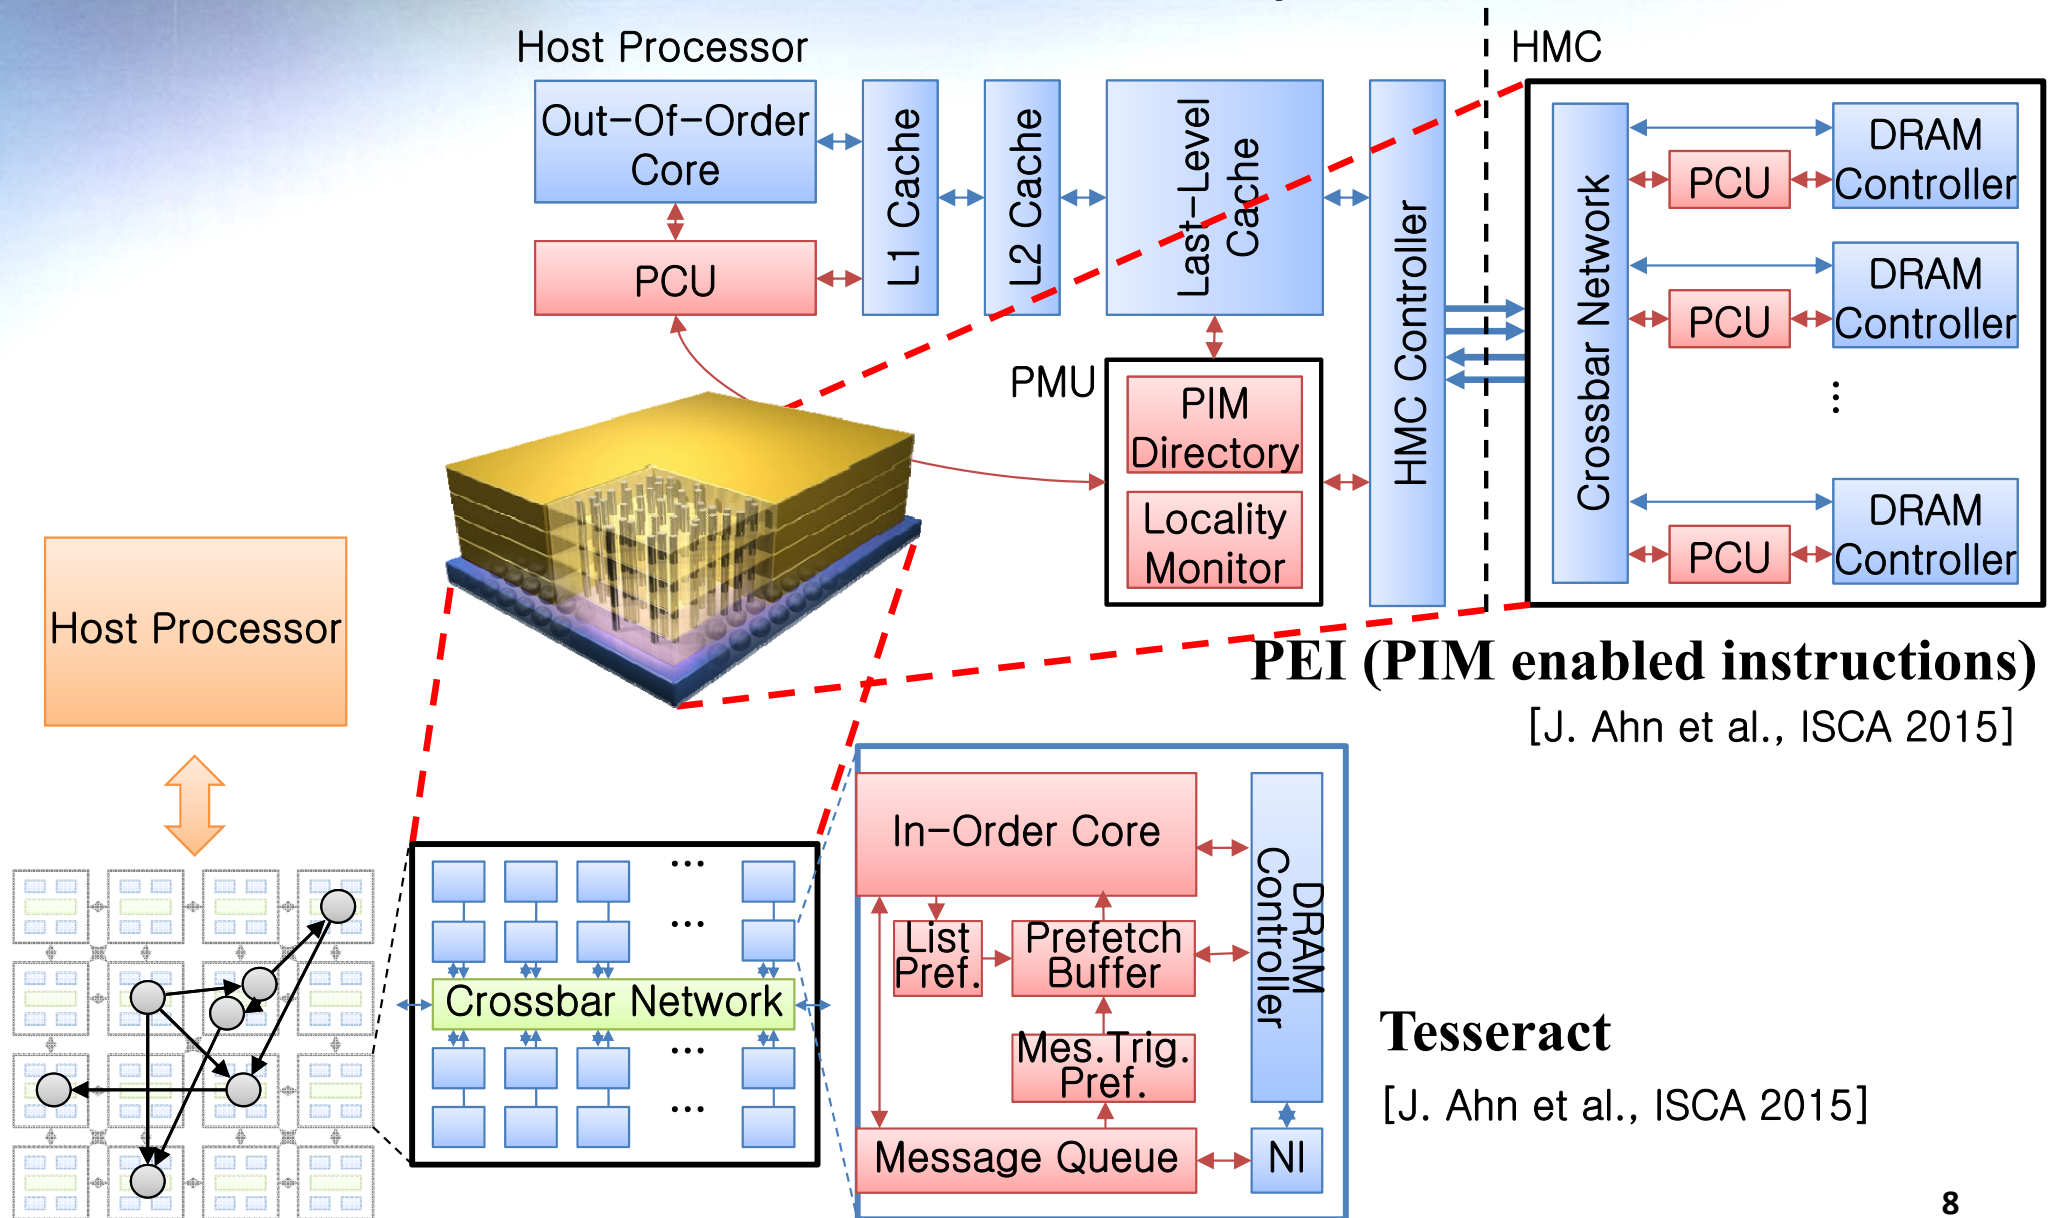 Host Processor
HMC
Out-Of-Order
Core
PCU
L1 Cache
L2 Cache
Last-Level
Cache
HMC Controller
PMU
PIM
Directory
Locality
Monitor
Crossbar Network
DRAM
Controller
PCU
DRAM
Controller
PCU
...
DRAM
Controller
PCU
PEI (PIM enabled instructions)
[J. Ahn et al., ISCA 2015]
Host Processor
...
...
Crossbar Network
...
...
In-Order Core
DRAM
Controller
List
Pref.
Prefetch
Buffer
Mes.Trig.
Pref.
Message Queue
NI
Tesseract
[J. Ahn et al., ISCA 2015]
8